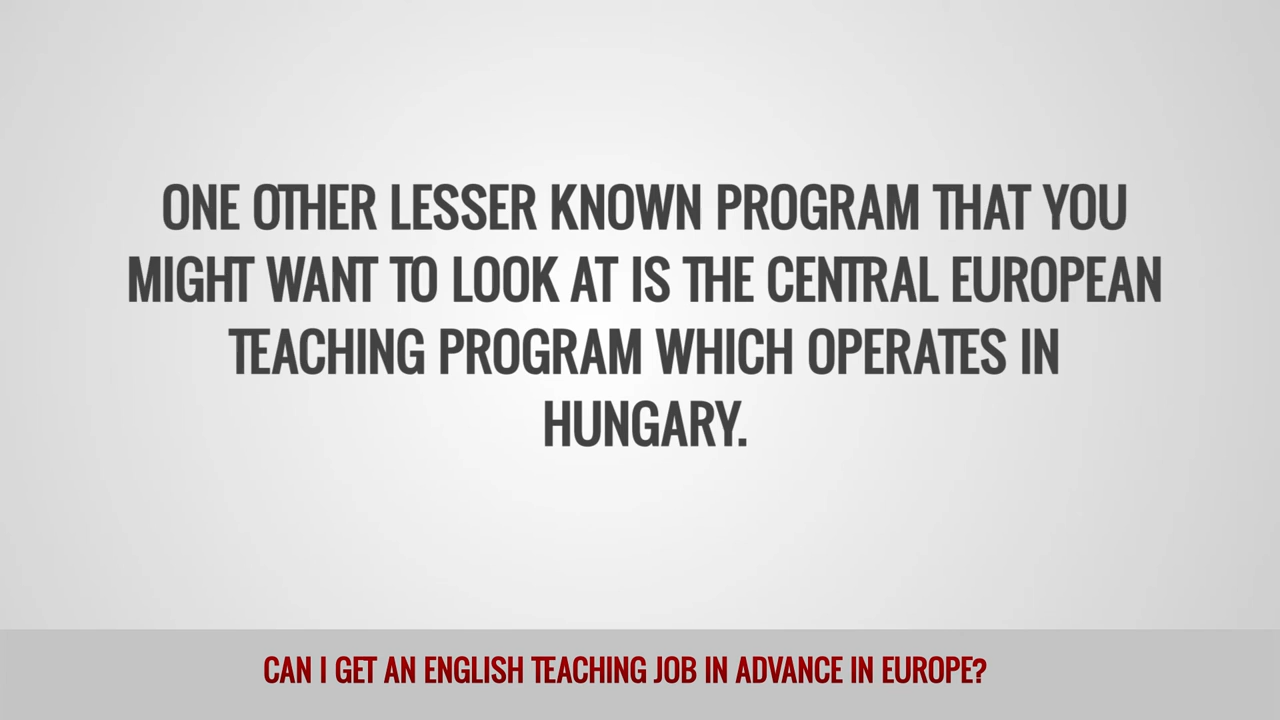 ONE OTHER LESSER KNOWN PROGRAM THAT YOU
MIGHT WANT TO LOOK AT IS THE CENTRAL EUROPEAN
TEACHING PROGRAM WHICH OPERATES IN
HUNGARY.
CAN I GET AN ENGLISH TEACHING JOB IN ADVANCE IN EUROPE?